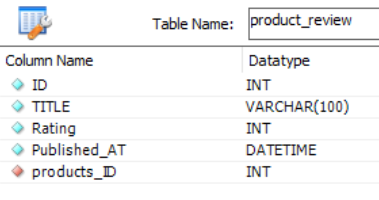 Table Name: product_review
Column Name Datatype
ID INT
TITLE VARCHAR(100)
Rating INT
Published_AT DATETIME
products_ID INT